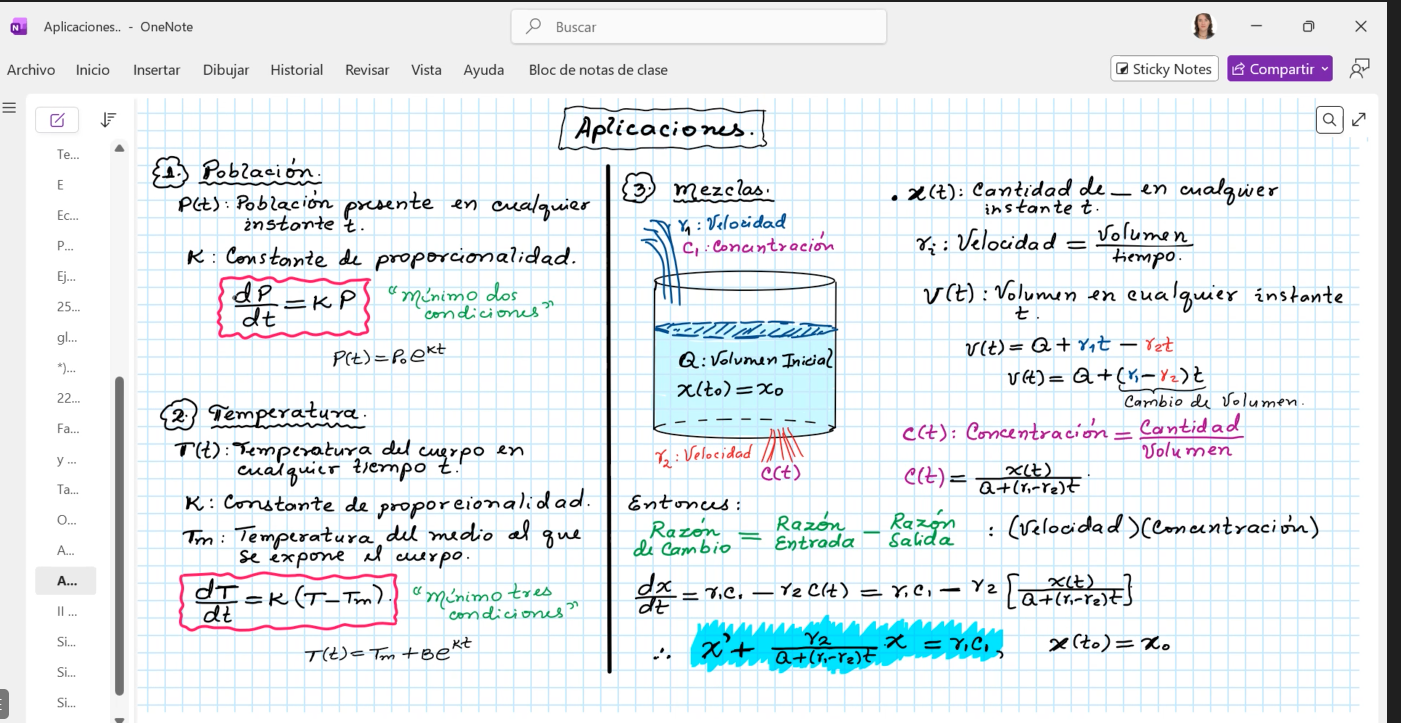 Aplicaciones.. - OneNote
Buscar
Archivo Inicio Insertar Dibujar Historial Revisar Vista Ayuda Bloc de notas de clase
Sticky Notes
Compartir
Te...
E
Ec...
P...
Ej...
25...
gl...
*)...
22...
Fa...
y ...
Ta...
O...
A...
A...
II ...
Si...
Si...
Si...
Aplicaciones.
1. Población.
P(t): Población presente en cualquier
instante t.
K: Constante de proporcionalidad.
dP/dt = K P
"Mínimo dos
condiciones"
P(t) = P₀e^{Kt}
2. Temperatura.
T(t): Temperatura del cuerpo en
cualquier tiempo t.
K: Constante de proporcionalidad.
Tm: Temperatura del medio al que
se expone el cuerpo.
dT/dt = K (T - Tm).
"Mínimo tres
condiciones"
T(t) = Tm + Be^{Kt}
3. Mezclas.
r₁: Velocidad
C₁: Concentración
Q: Volumen Inicial
x(t₀) = x₀
r₂: Velocidad
C(t)
• x(t): Cantidad de _ en cualquier
instante t.
rᵢ: Velocidad = Volumen/tiempo.
V(t): Volumen en cualquier instante
t.
V(t) = Q + r₁t - r₂t
V(t) = Q + (r₁ - r₂)t
Cambio de Volumen.
C(t): Concentración = Cantidad/Volumen
C(t) = x(t)/(Q+(r₁-r₂)t)
Entonces:
Razón de Cambio = Razón Entrada - Razón Salida : (Velocidad)(Concentración)
dx/dt = r₁C₁ - r₂C(t) = r₁C₁ - r₂ [x(t)/(Q+(r₁-r₂)t)]
∴ x' + r₂/(Q+(r₁-r₂)t) x = r₁C₁, x(t₀) = x₀